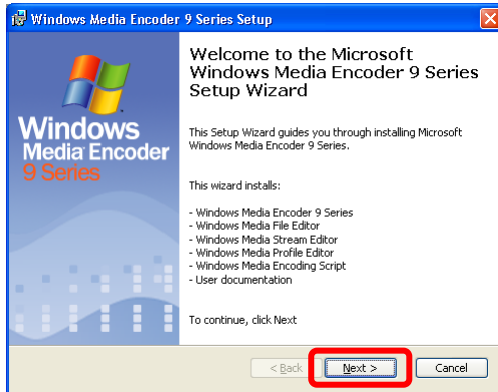 Windows Media Encoder 9 Series Setup
Welcome to the Microsoft
Windows Media Encoder 9 Series
Setup Wizard
Windows
Media Encoder
9 Series
This Setup Wizard guides you through installing Microsoft
Windows Media Encoder 9 Series.
This wizard installs:
- Windows Media Encoder 9 Series
- Windows Media File Editor
- Windows Media Stream Editor
- Windows Media Profile Editor
- Windows Media Encoding Script
- User documentation
To continue, click Next
< Back
Next >
Cancel